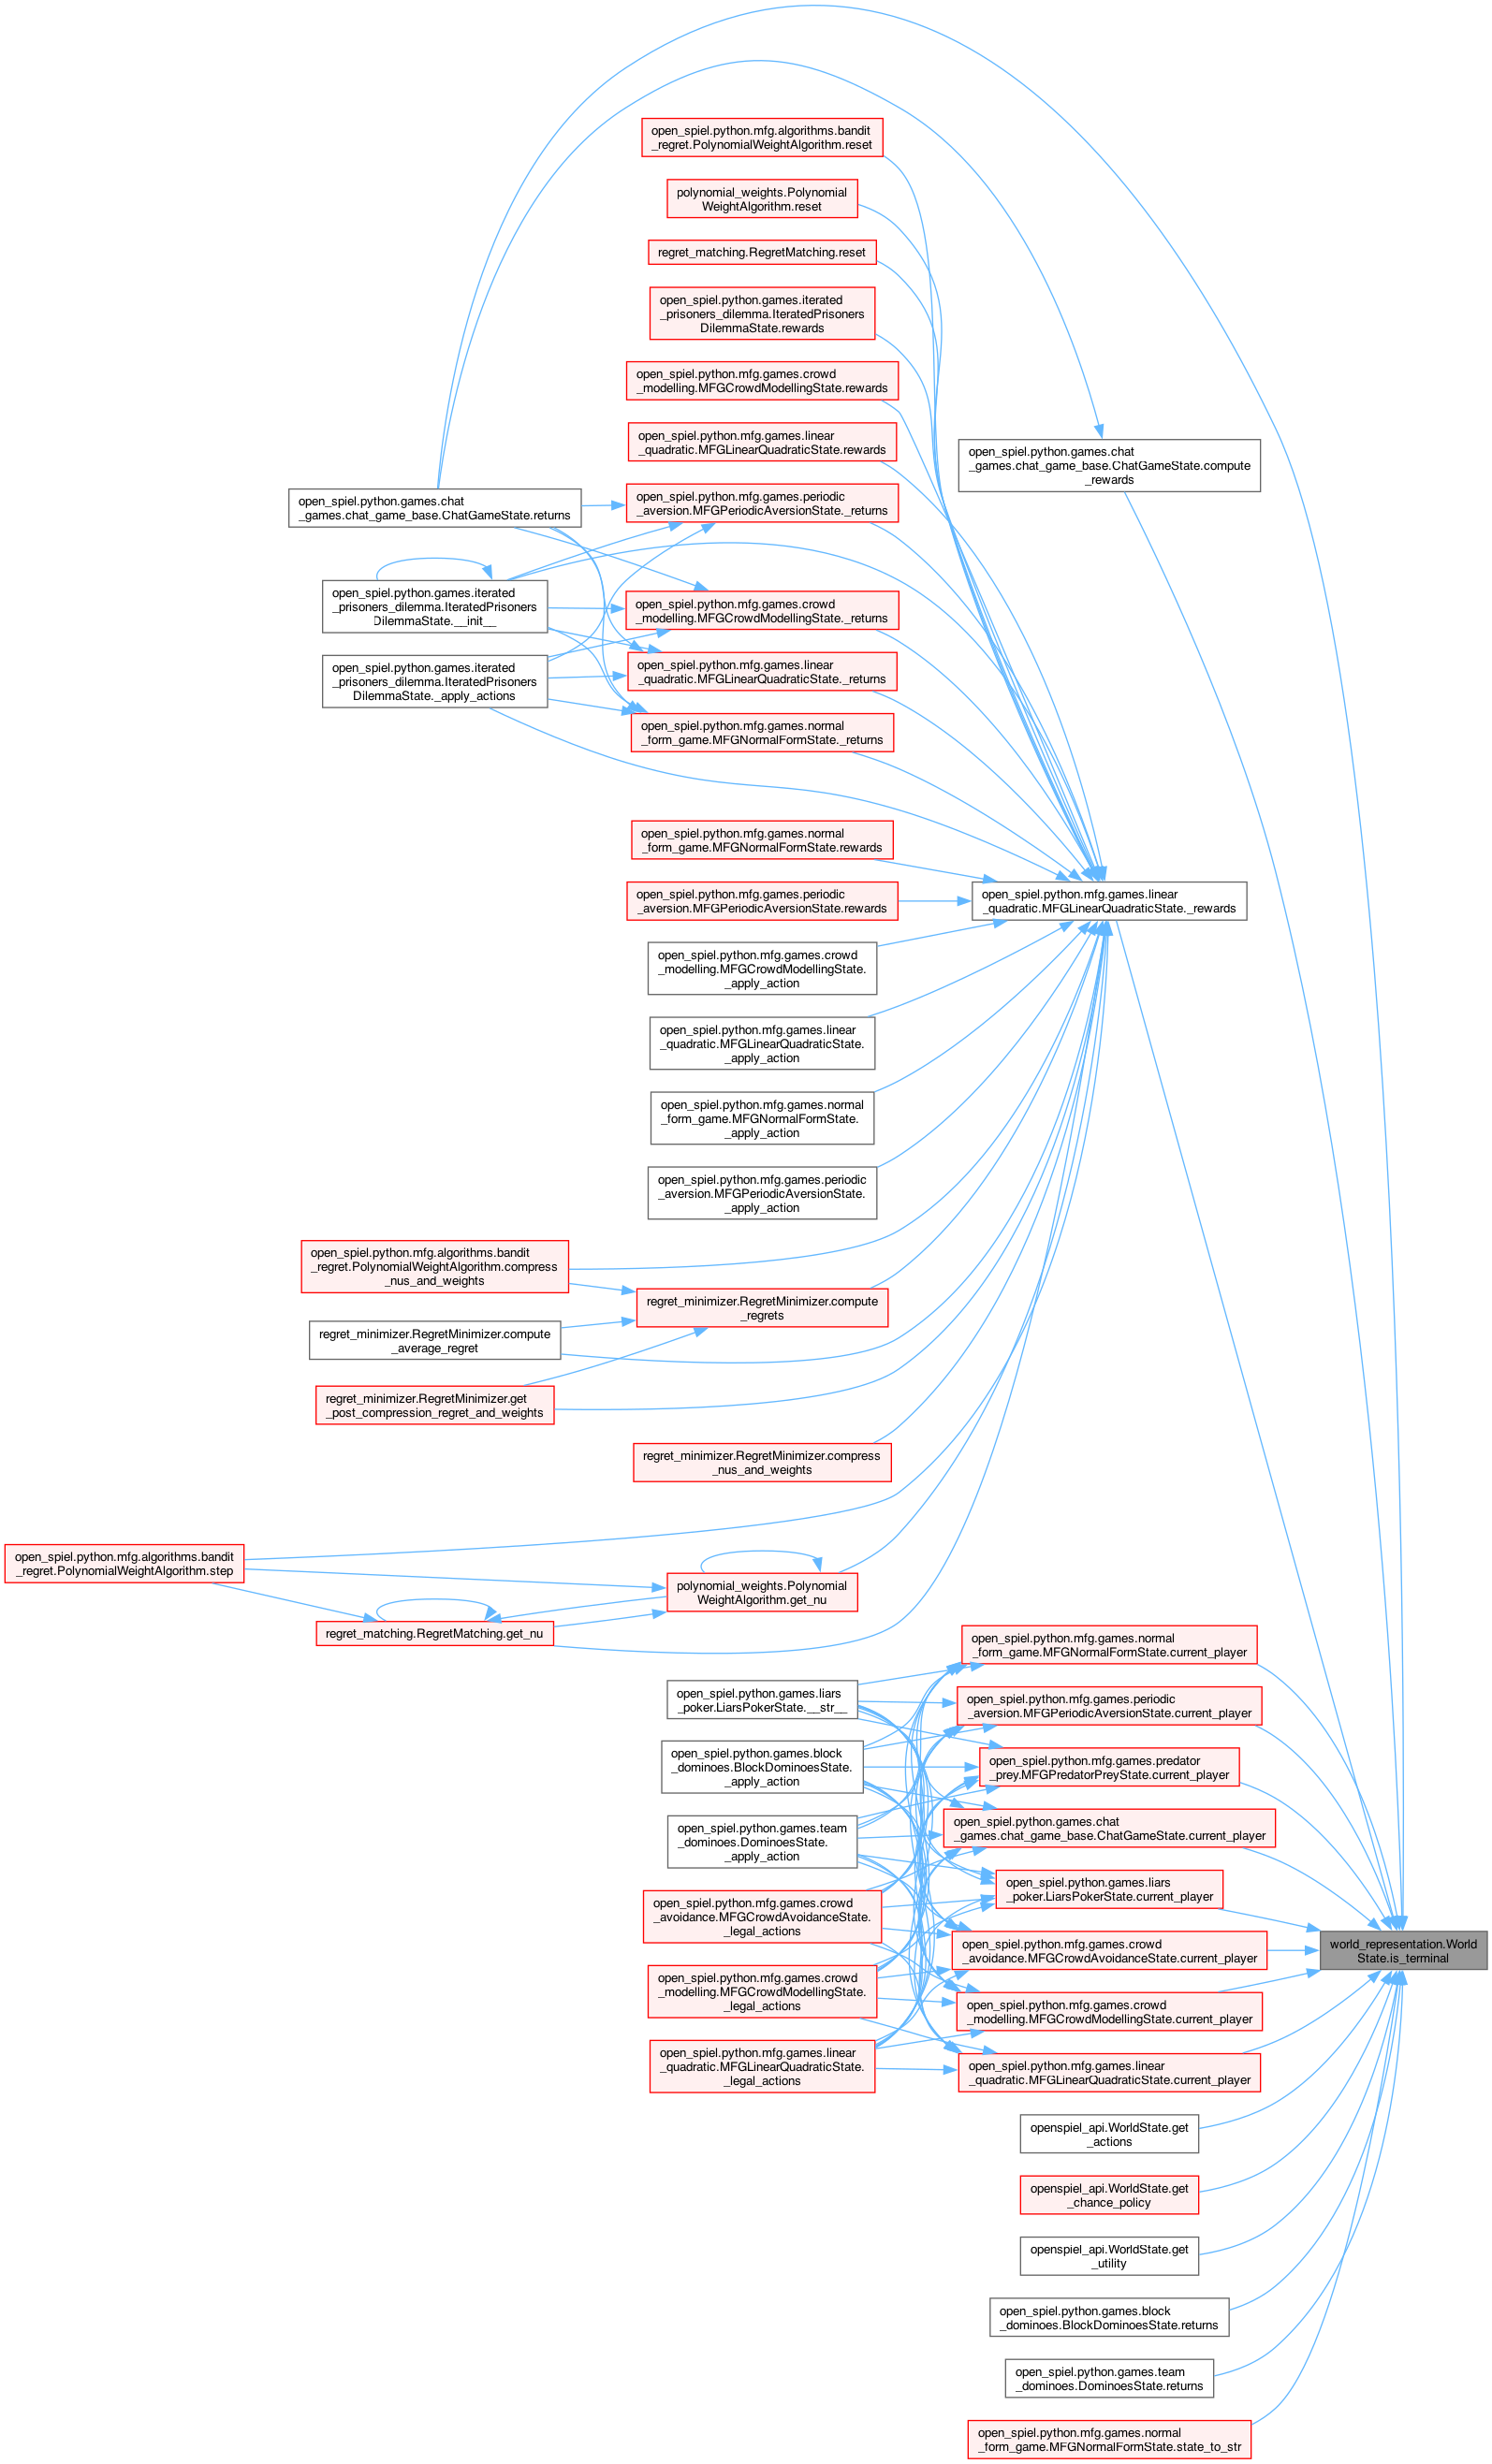 open_spiel.python.mfg.algorithms.bandit
_regret.PolynomialWeightAlgorithm.reset
polynomial_weights.Polynomial
WeightAlgorithm.reset
regret_matching.RegretMatching.reset
open_spiel.python.games.iterated
_prisoners_dilemma.IteratedPrisoners
DilemmaState.rewards
open_spiel.python.mfg.games.crowd
_modelling.MFGCrowdModellingState.rewards
open_spiel.python.mfg.games.linear
_quadratic.MFGLinearQuadraticState.rewards
open_spiel.python.games.chat
_games.chat_game_base.ChatGameState.compute
_rewards
open_spiel.python.games.chat
_games.chat_game_base.ChatGameState.returns
open_spiel.python.mfg.games.periodic
_aversion.MFGPeriodicAversionState._returns
open_spiel.python.games.iterated
_prisoners_dilemma.IteratedPrisoners
DilemmaState.__init__
open_spiel.python.mfg.games.crowd
_modelling.MFGCrowdModellingState._returns
open_spiel.python.games.iterated
_prisoners_dilemma.IteratedPrisoners
DilemmaState._apply_actions
open_spiel.python.mfg.games.linear
_quadratic.MFGLinearQuadraticState._returns
open_spiel.python.mfg.games.normal
_form_game.MFGNormalFormState._returns
open_spiel.python.mfg.games.normal
_form_game.MFGNormalFormState.rewards
open_spiel.python.mfg.games.periodic
_aversion.MFGPeriodicAversionState.rewards
open_spiel.python.mfg.games.linear
_quadratic.MFGLinearQuadraticState._rewards
open_spiel.python.mfg.games.crowd
_modelling.MFGCrowdModellingState.
_apply_action
open_spiel.python.mfg.games.linear
_quadratic.MFGLinearQuadraticState.
_apply_action
open_spiel.python.mfg.games.normal
_form_game.MFGNormalFormState.
_apply_action
open_spiel.python.mfg.games.periodic
_aversion.MFGPeriodicAversionState.
_apply_action
open_spiel.python.mfg.algorithms.bandit
_regret.PolynomialWeightAlgorithm.compress
_nus_and_weights
regret_minimizer.RegretMinimizer.compute
_regrets
regret_minimizer.RegretMinimizer.compute
_average_regret
regret_minimizer.RegretMinimizer.get
_post_compression_regret_and_weights
regret_minimizer.RegretMinimizer.compress
_nus_and_weights
open_spiel.python.mfg.algorithms.bandit
_regret.PolynomialWeightAlgorithm.step
polynomial_weights.Polynomial
WeightAlgorithm.get_nu
regret_matching.RegretMatching.get_nu
open_spiel.python.mfg.games.normal
_form_game.MFGNormalFormState.current_player
open_spiel.python.games.liars
_poker.LiarsPokerState.__str__
open_spiel.python.mfg.games.periodic
_aversion.MFGPeriodicAversionState.current_player
open_spiel.python.games.block
_dominoes.BlockDominoesState.
_apply_action
open_spiel.python.mfg.games.predator
_prey.MFGPredatorPreyState.current_player
open_spiel.python.games.team
_dominoes.DominoesState.
_apply_action
open_spiel.python.games.chat
_games.chat_game_base.ChatGameState.current_player
open_spiel.python.games.liars
_poker.LiarsPokerState.current_player
open_spiel.python.mfg.games.crowd
_avoidance.MFGCrowdAvoidanceState.
_legal_actions
open_spiel.python.mfg.games.crowd
_avoidance.MFGCrowdAvoidanceState.current_player
world_representation.World
State.is_terminal
open_spiel.python.mfg.games.crowd
_modelling.MFGCrowdModellingState.
_legal_actions
open_spiel.python.mfg.games.crowd
_modelling.MFGCrowdModellingState.current_player
open_spiel.python.mfg.games.linear
_quadratic.MFGLinearQuadraticState.
_legal_actions
open_spiel.python.mfg.games.linear
_quadratic.MFGLinearQuadraticState.current_player
openspiel_api.WorldState.get
_actions
openspiel_api.WorldState.get
_chance_policy
openspiel_api.WorldState.get
_utility
open_spiel.python.games.block
_dominoes.BlockDominoesState.returns
open_spiel.python.games.team
_dominoes.DominoesState.returns
open_spiel.python.mfg.games.normal
_form_game.MFGNormalFormState.state_to_str